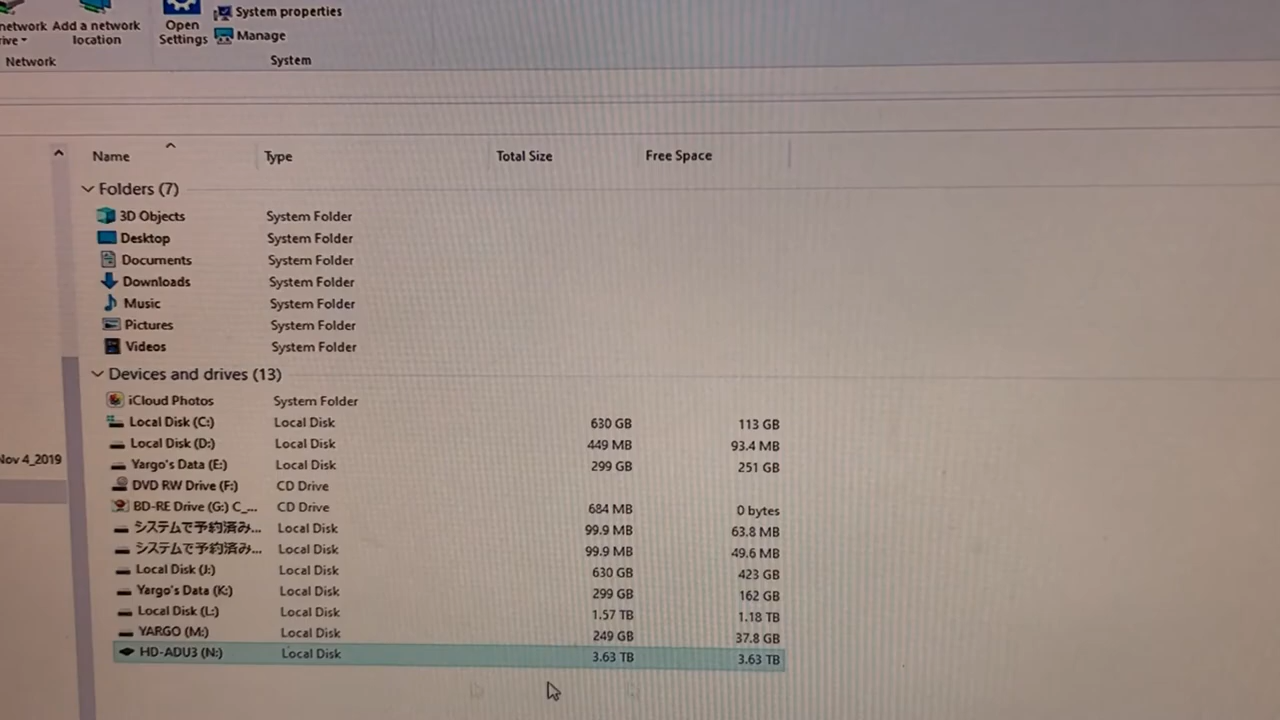 network Add a network
rive location
Open
Settings
System properties
Manage
Network System
Name Type Total Size Free Space
Folders (7)
3D Objects System Folder
Desktop System Folder
Documents System Folder
Downloads System Folder
Music System Folder
Pictures System Folder
Videos System Folder
Devices and drives (13)
iCloud Photos System Folder
Local Disk (C:) Local Disk 630 GB 113 GB
Local Disk (D:) Local Disk 449 MB 93.4 MB
Nov 4_2019
Yargo's Data (E:) Local Disk 299 GB 251 GB
DVD RW Drive (F:) CD Drive
BD-RE Drive (G:) C_... CD Drive 684 MB 0 bytes
システムで予約済み... Local Disk 99.9 MB 63.8 MB
システムで予約済み... Local Disk 99.9 MB 49.6 MB
Local Disk (J:) Local Disk 630 GB 423 GB
Yargo's Data (K:) Local Disk 299 GB 162 GB
Local Disk (L:) Local Disk 1.57 TB 1.18 TB
YARGO (M:) Local Disk 249 GB 37.8 GB
HD-ADU3 (N:) Local Disk 3.63 TB 3.63 TB